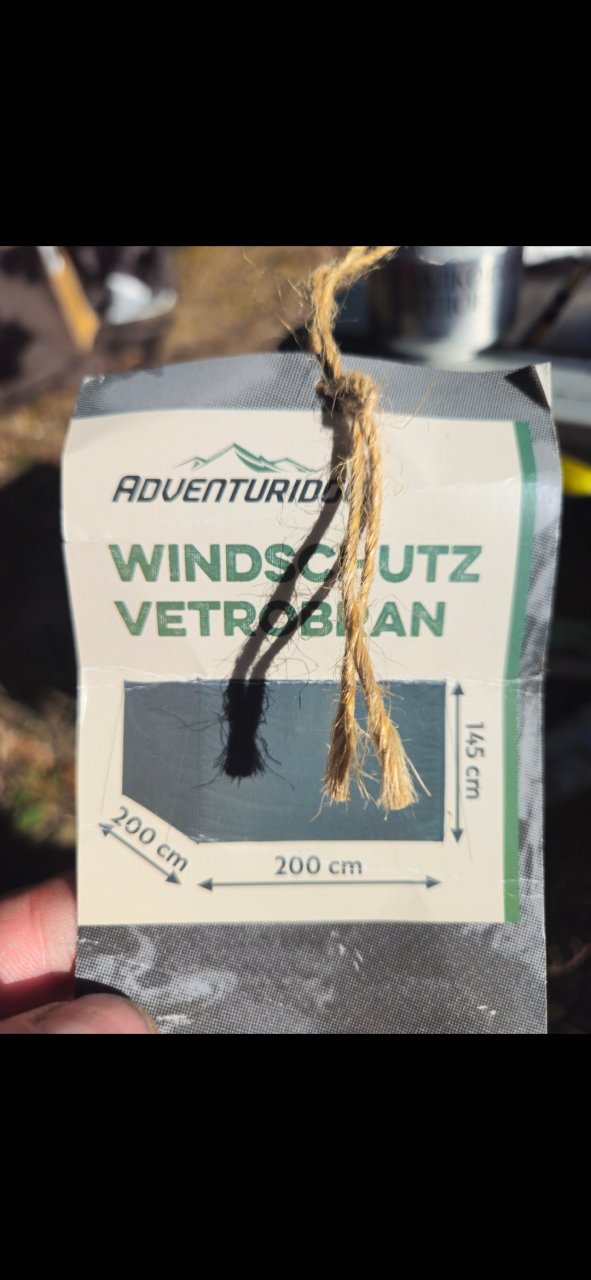 WINDSCHUTZ
VETROBRAN
145 cm
200 cm
200 cm